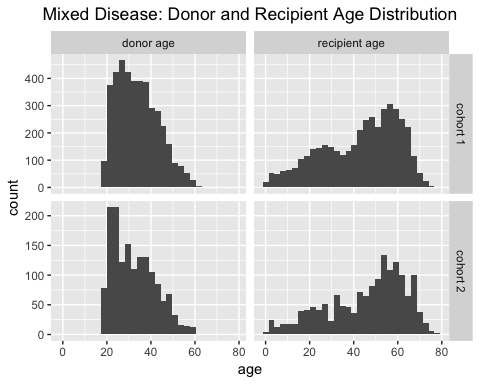 Mixed Disease: Donor and Recipient Age Distribution
donor age
recipient age
400
300
200
100
0
cohort 1
count
200
150
100
50
0
cohort 2
0 20 40 60 80
0 20 40 60 80
age